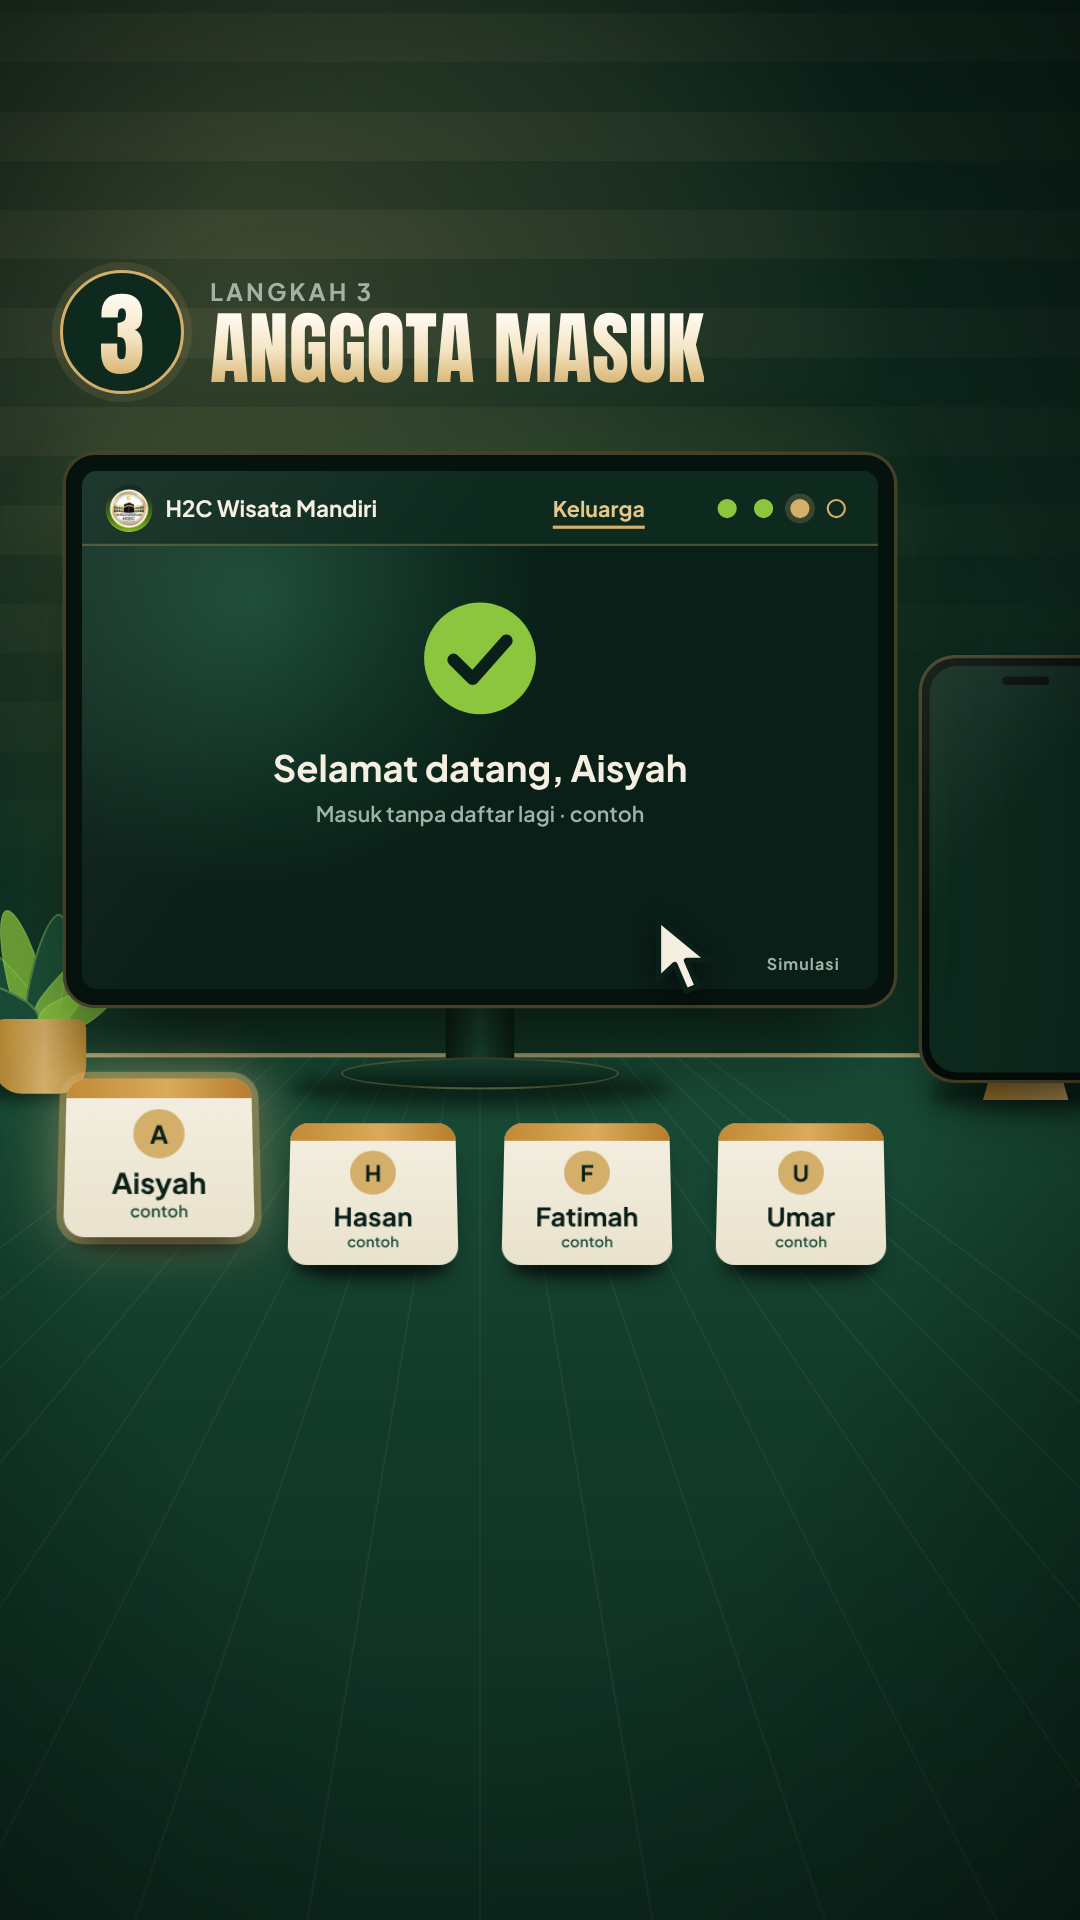 3
LANGKAH 3
ANGGOTA MASUK
H2C Wisata Mandiri
Keluarga
Selamat datang, Aisyah
Masuk tanpa daftar lagi · contoh
Simulasi
A
Aisyah
contoh
H
Hasan
contoh
F
Fatimah
contoh
U
Umar
contoh